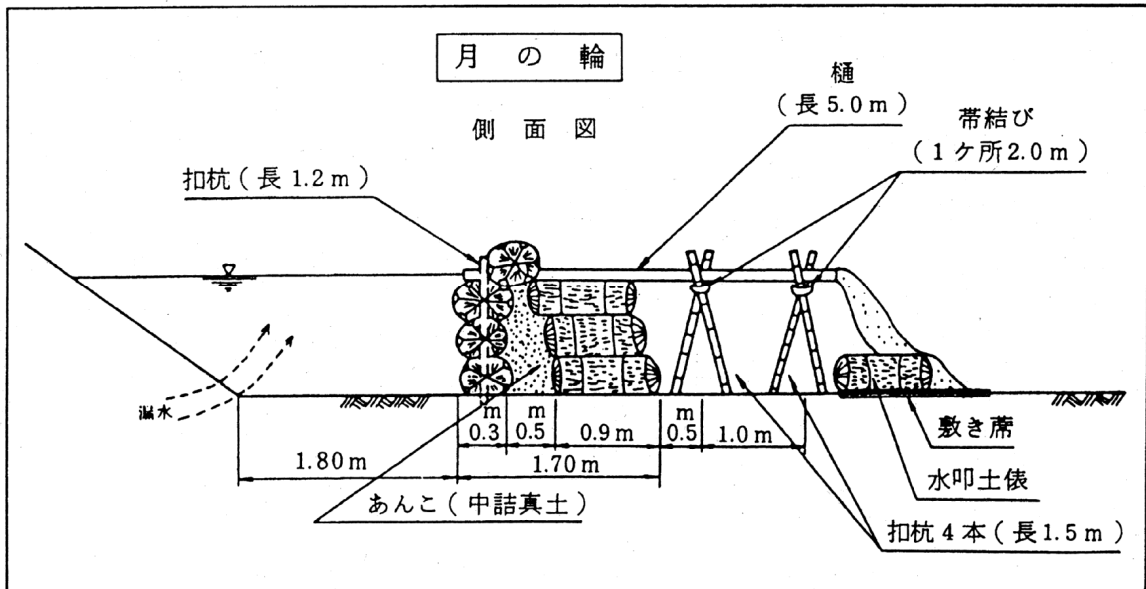 月の輪
側面図
樋
(長5.0m)
帯結び
(1ケ所2.0m)
扣杭(長1.2m)
漏水
m
0.3
m
0.5
0.9m
m
0.5
1.0m
1.80m
1.70m
敷き席
水叩土俵
あんこ(中詰真土)
扣杭4本(長1.5m)